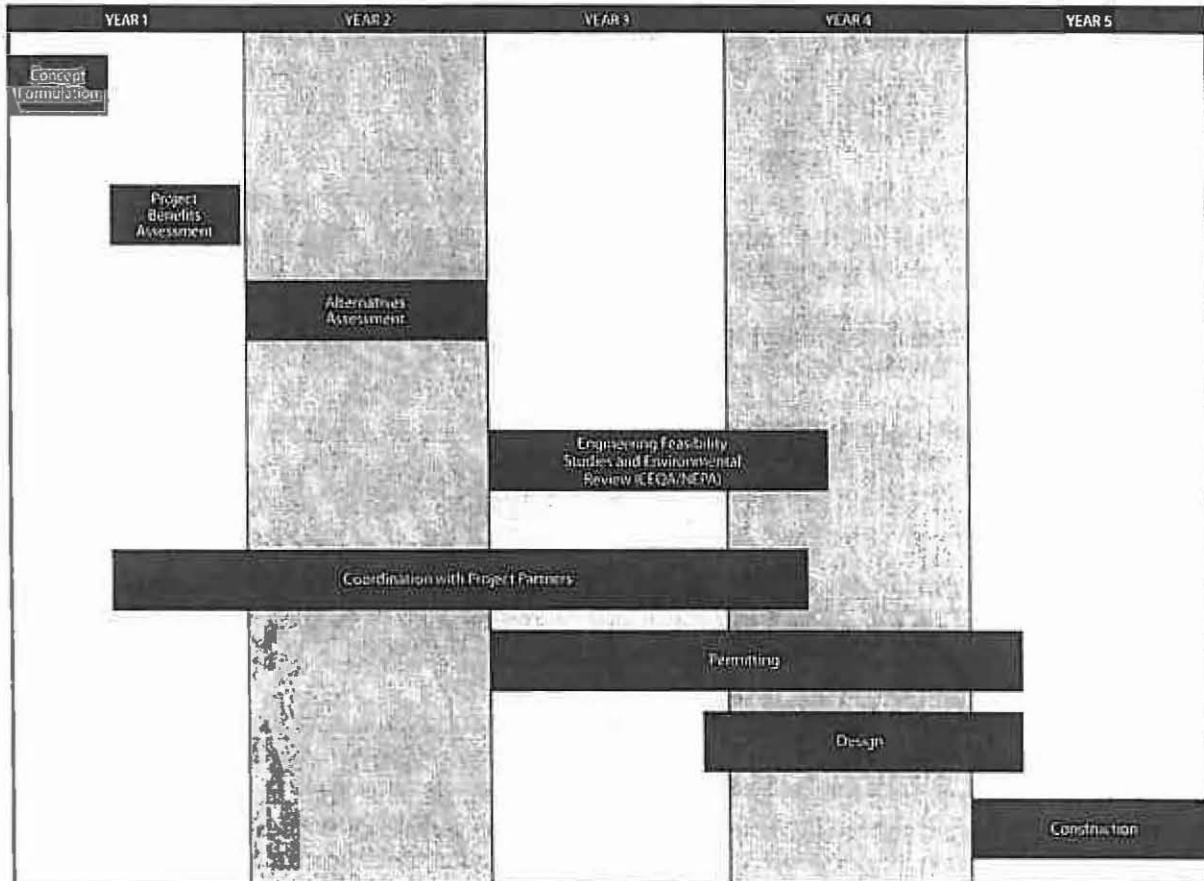 YEAR 1
YEAR 2
YEAR 3
YEAR 4
YEAR 5
Concept
Formulation
Project
Benefits
Assessment
Alternatives
Assessment
Engineering Feasibility
Studies and Environmental
Review (CEQA/NEPA)
Coordination with Project Partners
Permitting
Design
Construction